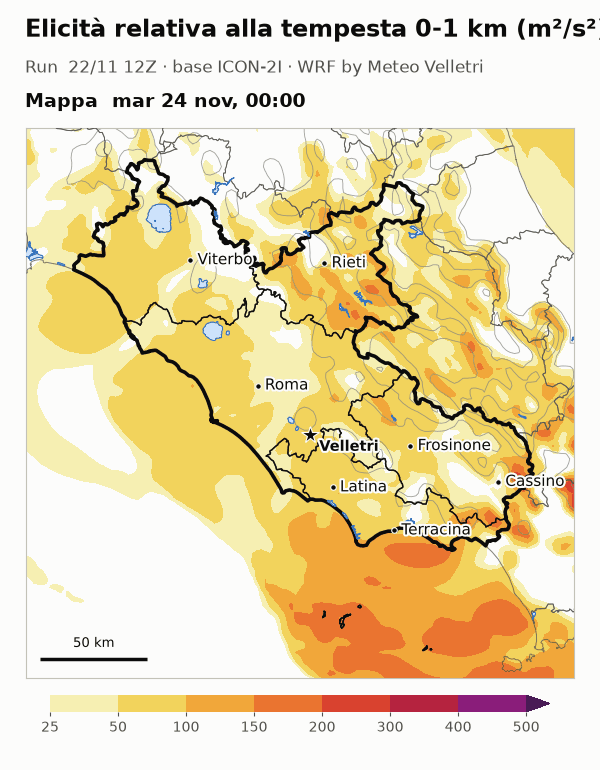 Elicità relativa alla tempesta 0-1 km (m²/s²)
Run  22/11 12Z · base ICON-2I · WRF by Meteo Velletri
Mappa  mar 24 nov, 00:00
Viterbo
Rieti
Roma
Velletri
Frosinone
Cassino
Latina
Terracina
50 km
25 50 100 150 200 300 400 500